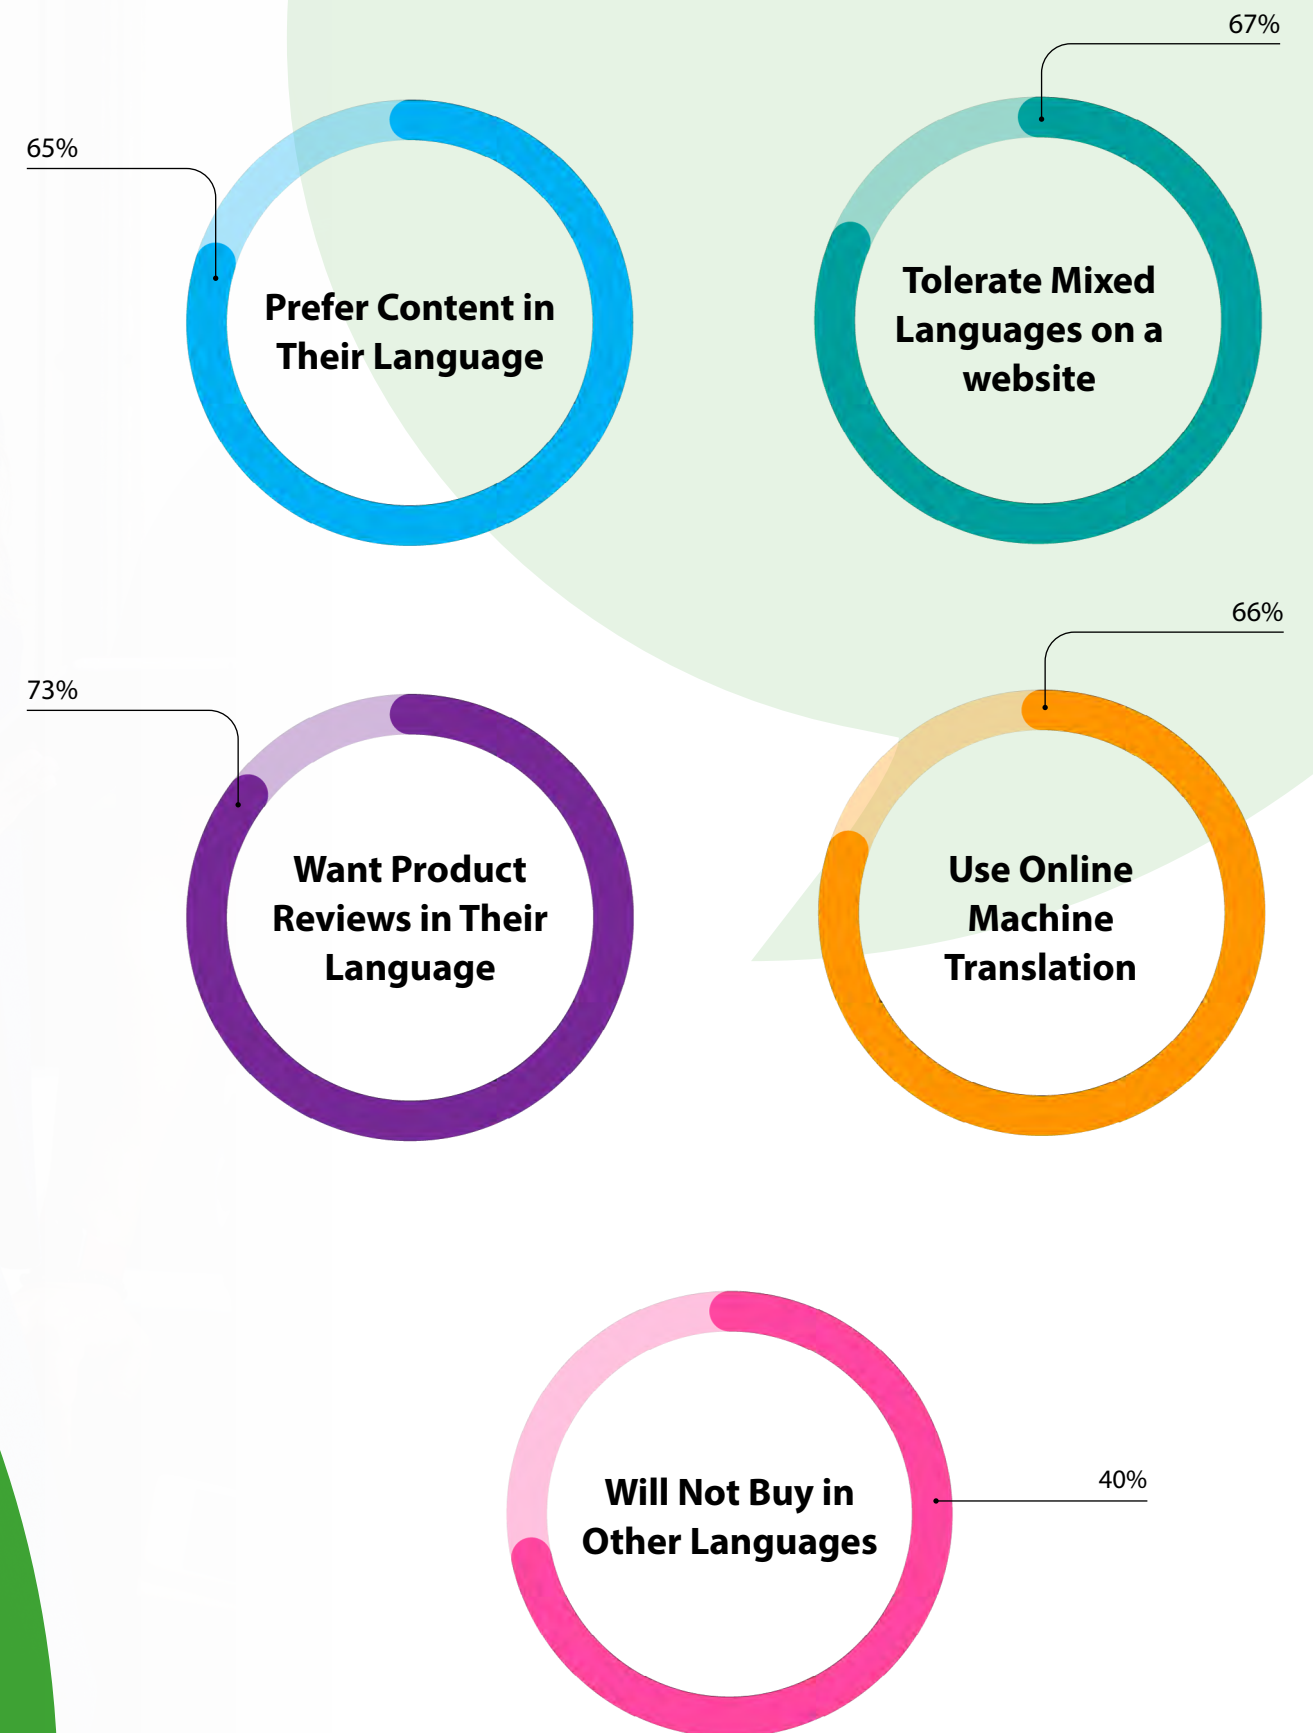 67%
65%
Prefer Content in
Their Language
Tolerate Mixed
Languages on a
website
66%
73%
Want Product
Reviews in Their
Language
Use Online
Machine
Translation
Will Not Buy in
Other Languages
40%